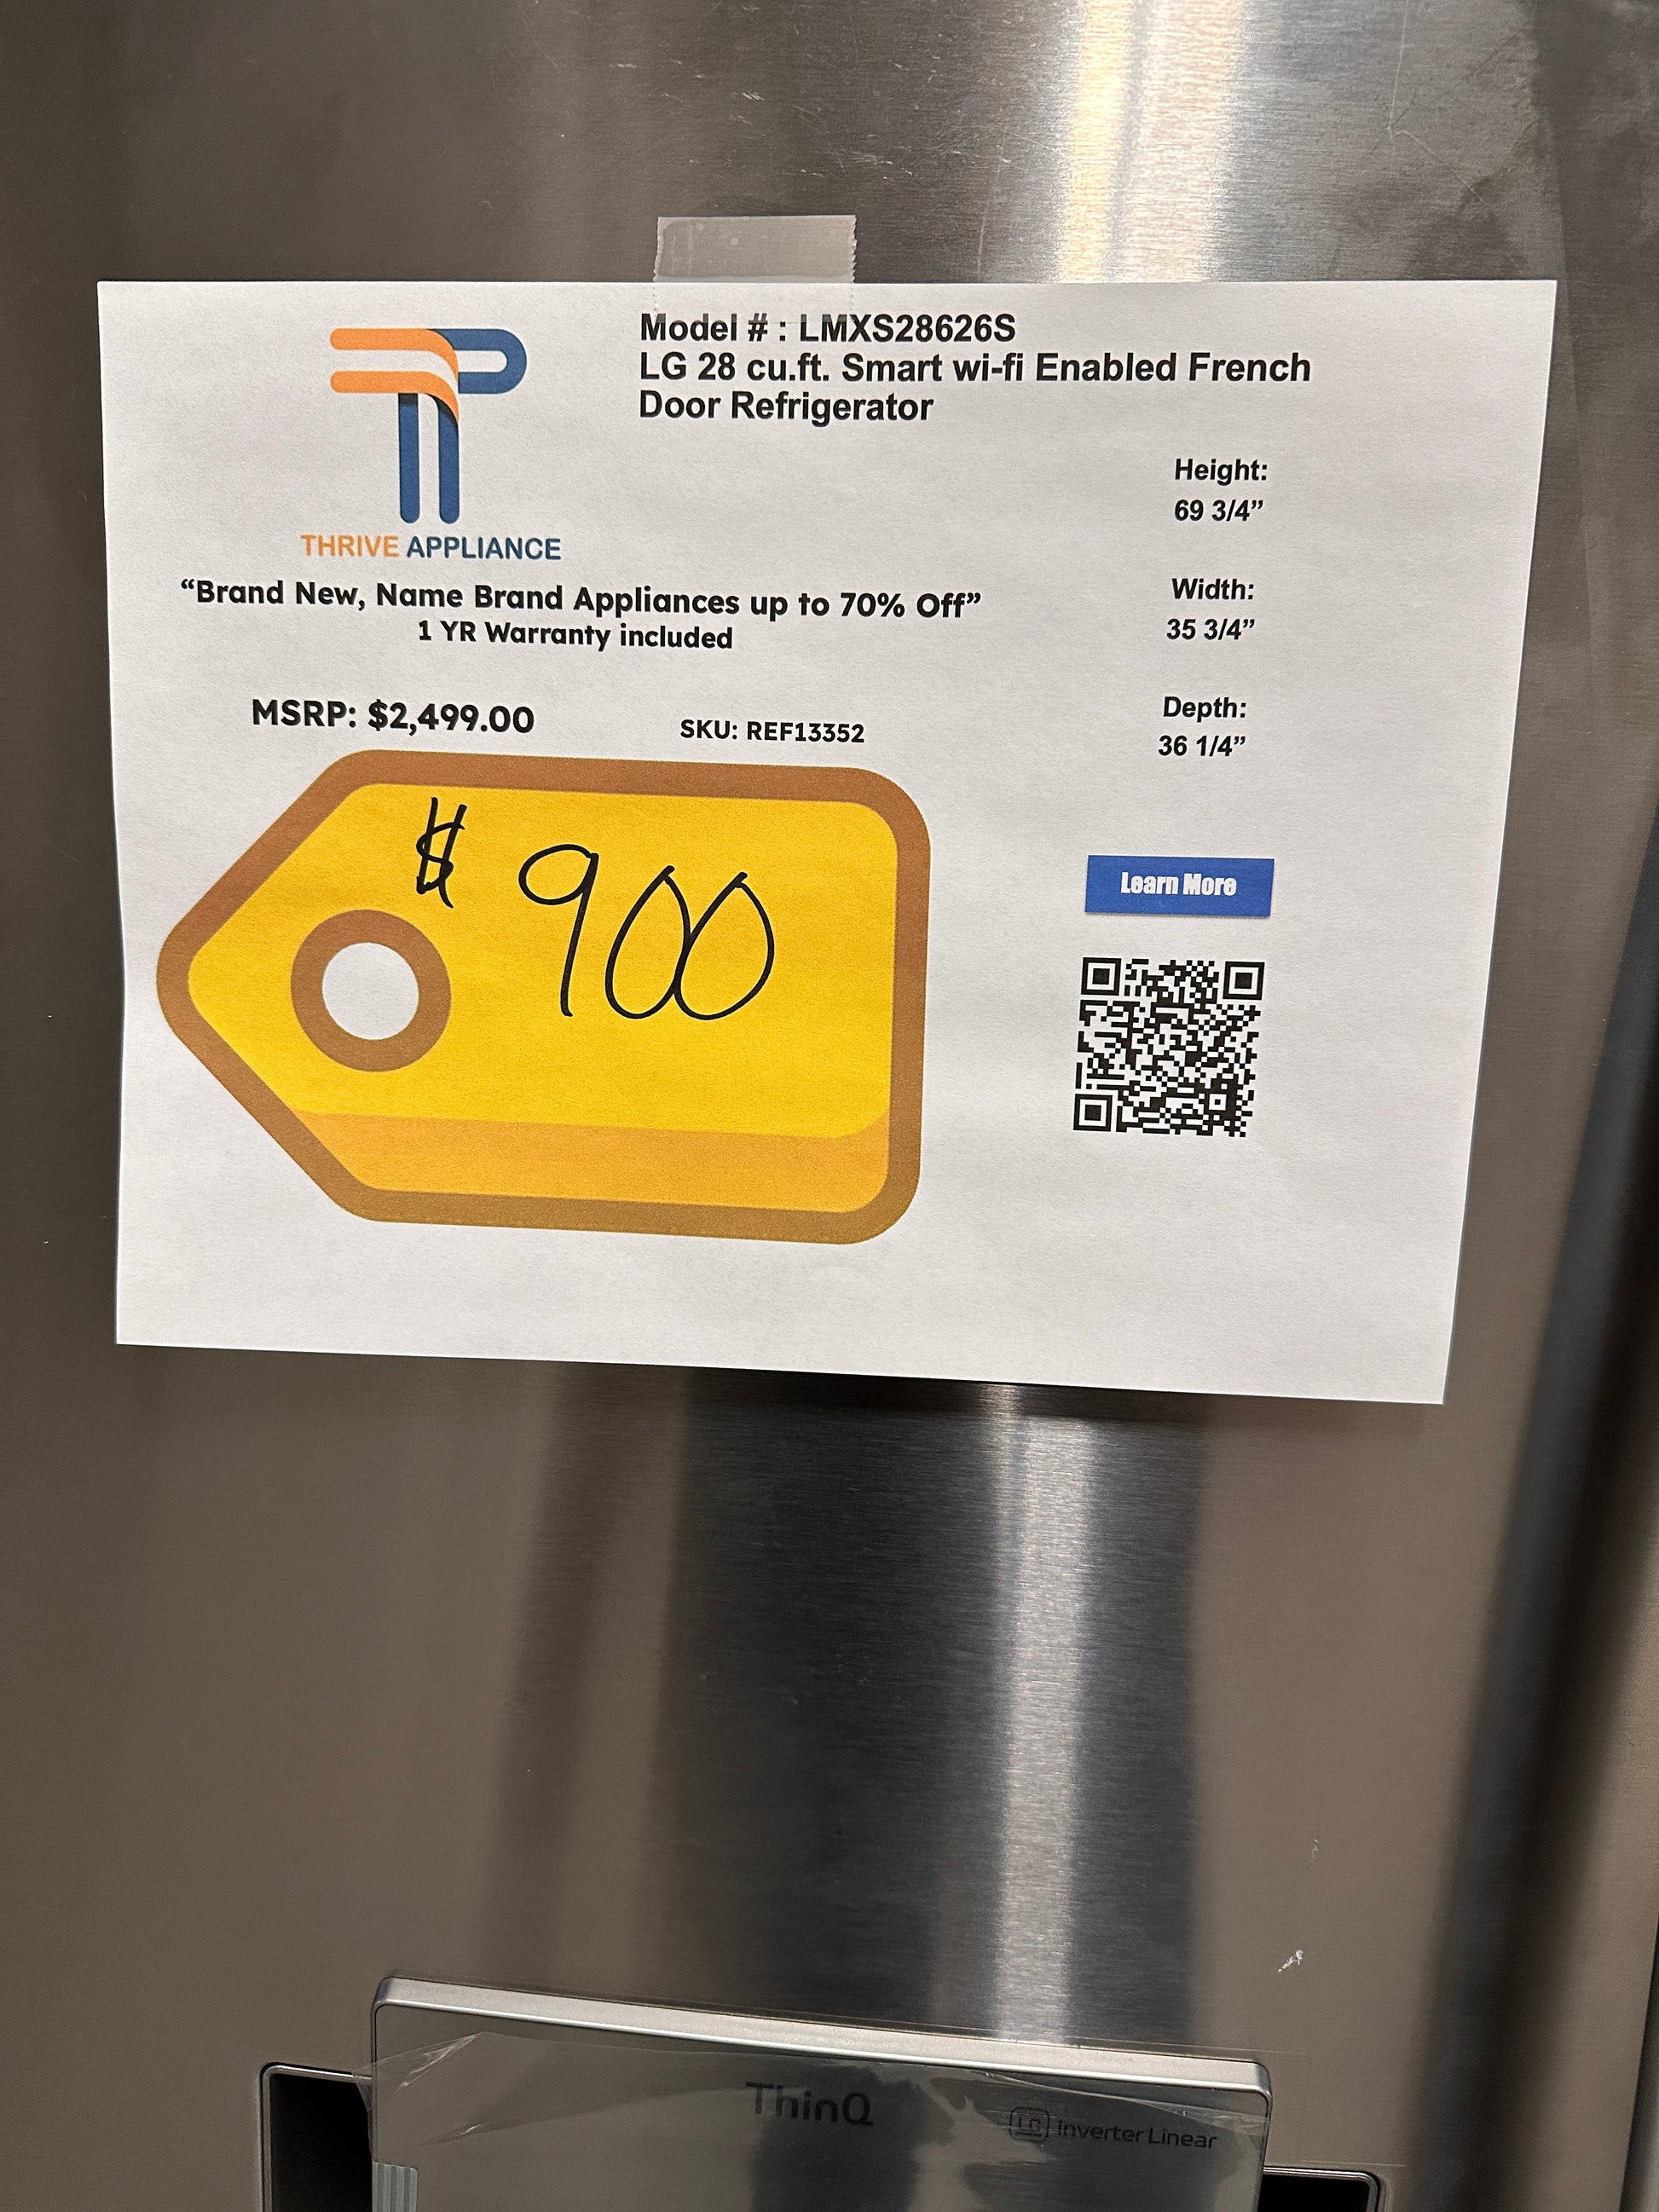 Model # : LMXS28626S
LG 28 cu.ft. Smart wi-fi Enabled French
Door Refrigerator
THRIVE APPLIANCE
“Brand New, Name Brand Appliances up to 70% Off”
1 YR Warranty included
MSRP: $2,499.00
SKU: REF13352
$ 900
Height:
69 3/4”
Width:
35 3/4”
Depth:
36 1/4”
Learn More
ThinQ
LG Inverter Linear